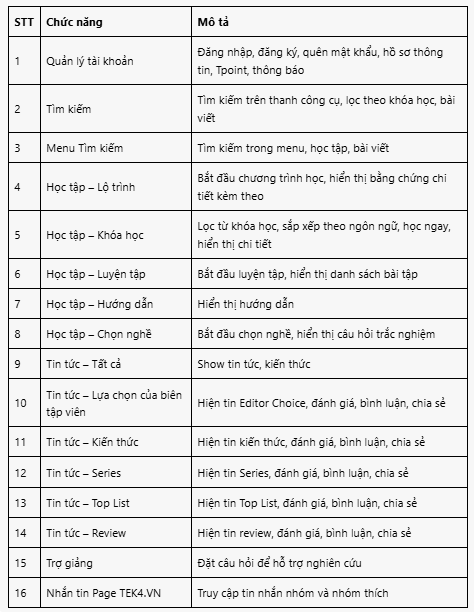 STT Chức năng Mô tả
1 Quản lý tài khoản Đăng nhập, đăng ký, quên mật khẩu, hồ sơ thông
tin, Tpoint, thông báo
2 Tìm kiếm Tìm kiếm trên thanh công cụ, lọc theo khóa học, bài
viết
3 Menu Tìm kiếm Tìm kiếm trong menu, học tập, bài viết
4 Học tập – Lộ trình Bắt đầu chương trình học, hiển thị bằng chứng chi
tiết kèm theo
5 Học tập – Khóa học Lọc từ khóa học, sắp xếp theo ngôn ngữ, học ngay,
hiển thị chi tiết
6 Học tập – Luyện tập Bắt đầu luyện tập, hiển thị danh sách bài tập
7 Học tập – Hướng dẫn Hiển thị hướng dẫn
8 Học tập – Chọn nghề Bắt đầu chọn nghề, hiển thị câu hỏi trắc nghiệm
9 Tin tức – Tất cả Show tin tức, kiến thức
10 Tin tức – Lựa chọn của biên
tập viên Hiện tin Editor Choice, đánh giá, bình luận, chia sẻ
11 Tin tức – Kiến thức Hiện tin kiến thức, đánh giá, bình luận, chia sẻ
12 Tin tức – Series Hiện tin Series, đánh giá, bình luận, chia sẻ
13 Tin tức – Top List Hiện tin Top List, đánh giá, bình luận, chia sẻ
14 Tin tức – Review Hiện tin review, đánh giá, bình luận, chia sẻ
15 Trợ giảng Đặt câu hỏi để hỗ trợ nghiên cứu
16 Nhắn tin Page TEK4.VN Truy cập tin nhắn nhóm và nhóm thích